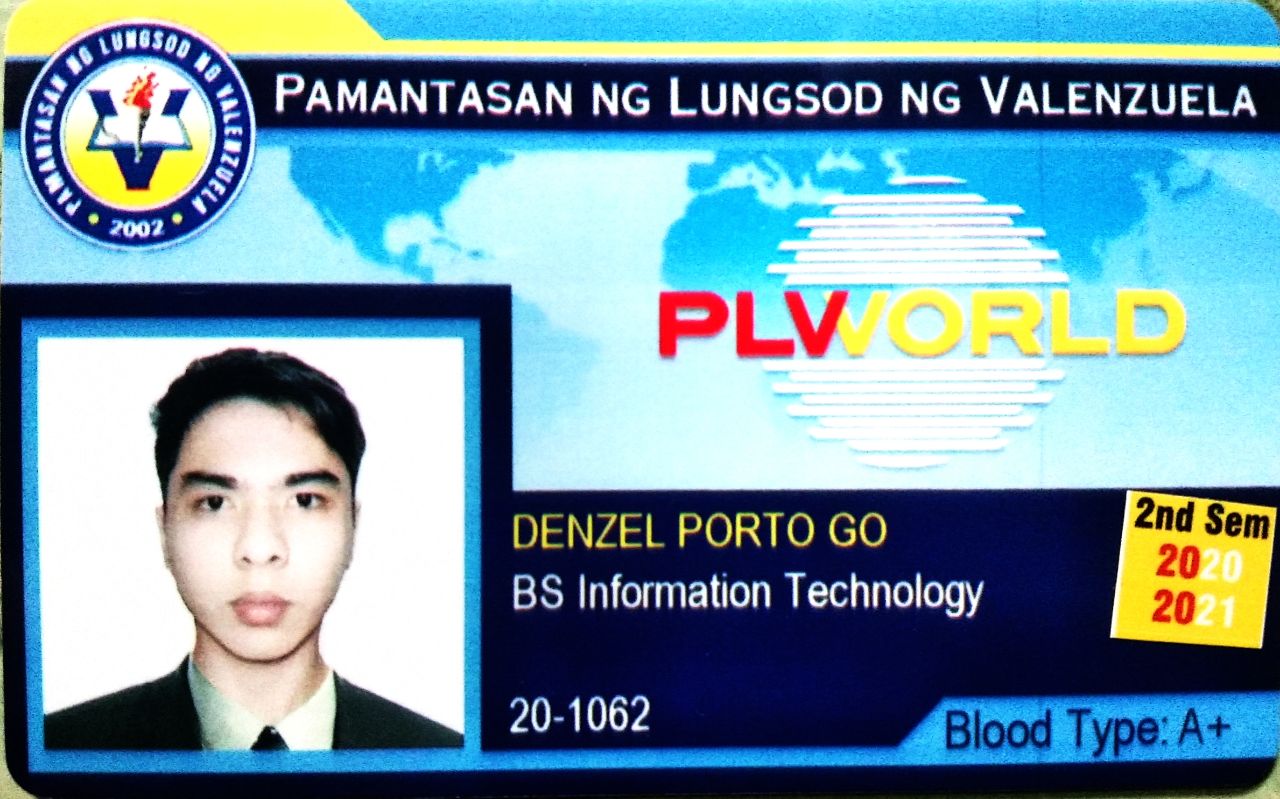 PAMANTASAN NG LUNGSOD NG VALENZUELA
PAMANTASAN NG LUNGSOD NG VALENZUELA
2002
PLVWORLD
DENZEL PORTO GO
BS Information Technology
2nd Sem
2020
2021
20-1062
Blood Type: A+